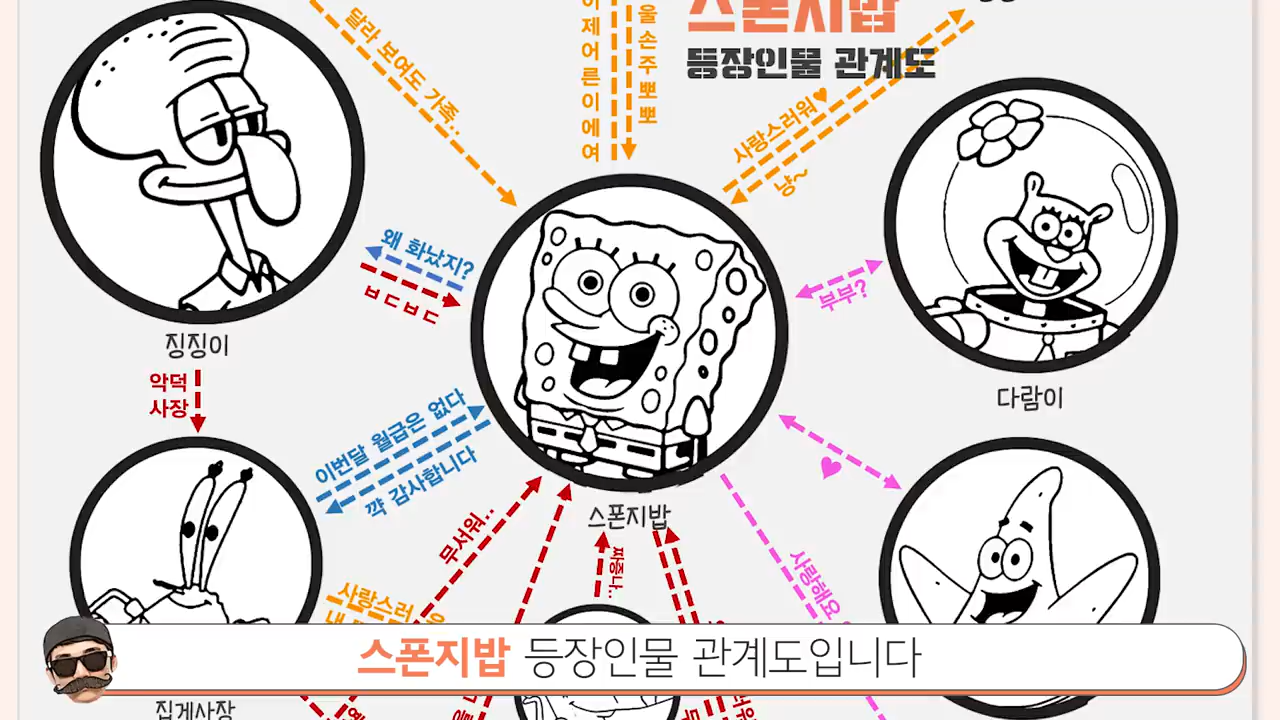 스폰지밥
등장인물 관계도
달라 보여도 가족..
이제어른이에여
울손주뽀뽀
사랑스러워♥
냥~
왜 화났지?
ㅂㄷㅂㄷ
부부?
징징이
다람이
악덕
사장
이번달 월급은 없다
꺅 감사합니다
스폰지밥
무서워..
짜증나..
사랑해요
사랑스러
스폰지밥 등장인물 관계도입니다
집게사장